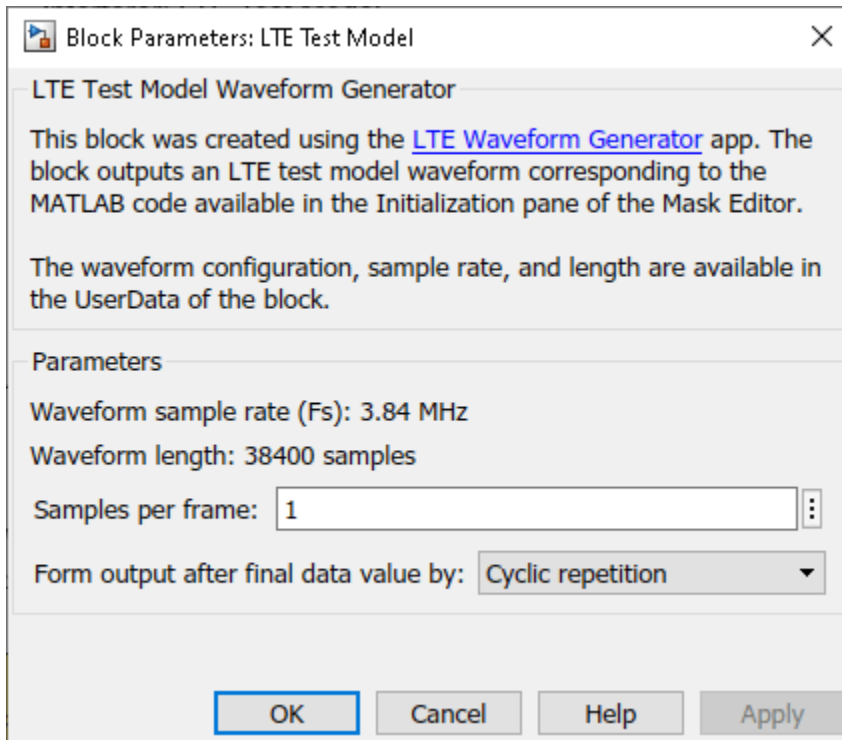 Block Parameters: LTE Test Model
LTE Test Model Waveform Generator
This block was created using the LTE Waveform Generator app. The
block outputs an LTE test model waveform corresponding to the
MATLAB code available in the Initialization pane of the Mask Editor.
The waveform configuration, sample rate, and length are available in
the UserData of the block.
Parameters
Waveform sample rate (Fs): 3.84 MHz
Waveform length: 38400 samples
Samples per frame: 1
Form output after final data value by: Cyclic repetition
OK Cancel Help Apply